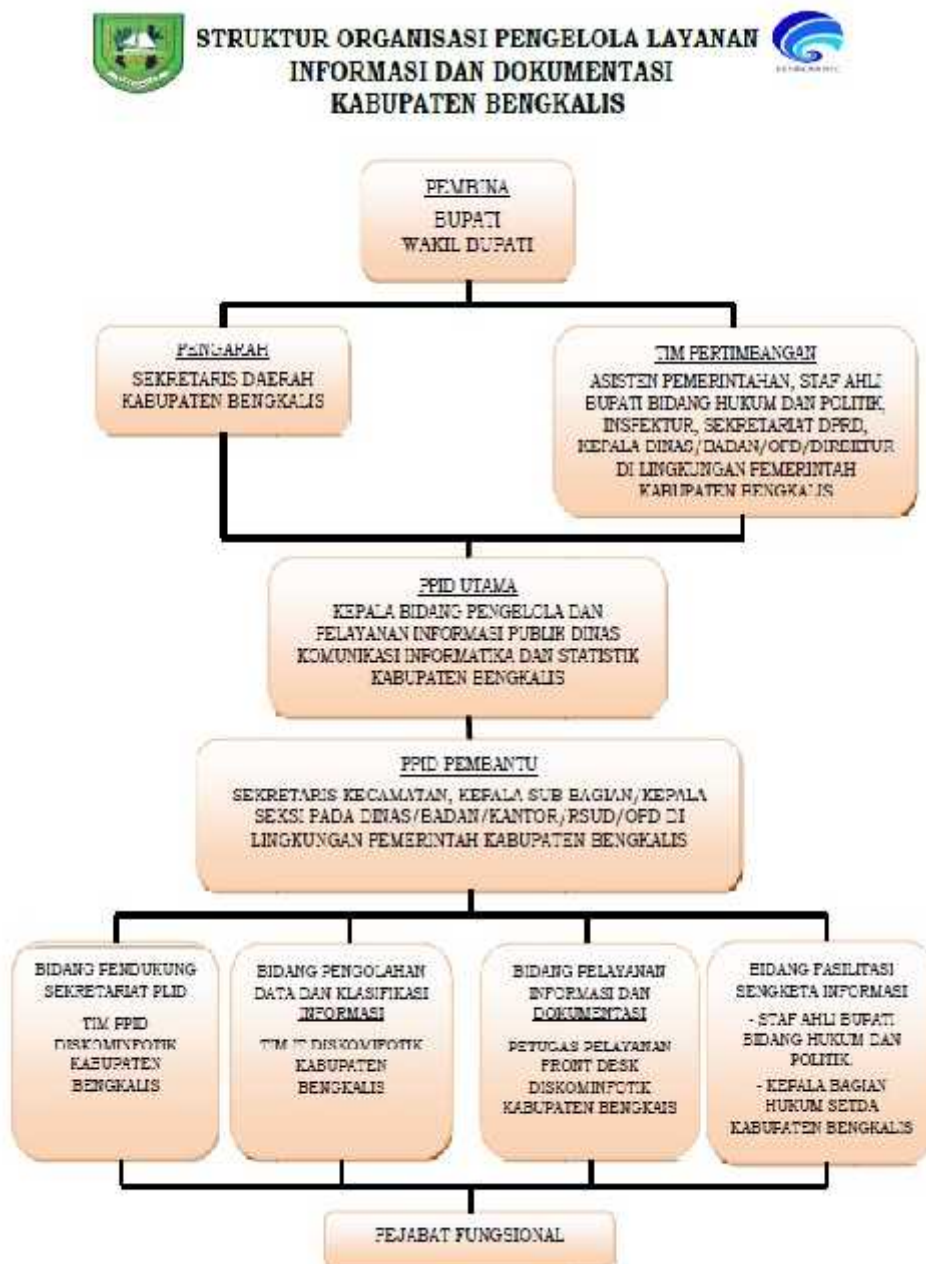 STRUKTUR ORGANISASI PENGELOLA LAYANAN
INFORMASI DAN DOKUMENTASI
KABUPATEN BENGKALIS
PEMBINA
BUPATI
WAKIL BUPATI
PENGARAH
SEKRETARIS DAERAH
KABUPATEN BENGKALIS
TIM PERTIMBANGAN
ASISTEN PEMERINTAHAN, STAF AHLI
BUPATI BIDANG HUKUM DAN POLITIK,
INSPEKTUR, SEKRETARIAT DPRD,
KEPALA DINAS/BADAN/OPD/DIREKTUR
DI LINGKUNGAN PEMERINTAH
KABUPATEN BENGKALIS
PPID UTAMA
KEPALA BIDANG PENGELOLA DAN
PELAYANAN INFORMASI PUBLIK DINAS
KOMUNIKASI INFORMATIKA DAN STATISTIK
KABUPATEN BENGKALIS
PPID PEMBANTU
SEKRETARIS KECAMATAN, KEPALA SUB BAGIAN/KEPALA
SEKSI PADA DINAS/BADAN/KANTOR/RSUD/OPD DI
LINGKUNGAN PEMERINTAH KABUPATEN BENGKALIS
BIDANG PENDUKUNG
SEKRETARIAT PLID
TIM PPID
DISKOMINFOTIK
KABUPATEN
BENGKALIS
BIDANG PENGOLAHAN
DATA DAN KLASIFIKASI
INFORMASI
TIM IT DISKOMIFOTIK
KABUPATEN
BENGKALIS
BIDANG PELAYANAN
INFORMASI DAN
DOKUMENTASI
PETUGAS PELAYANAN
FRONT DESK
DISKOMINFOTIK
KABUPATEN BENGKAIS
BIDANG FASILITASI
SENGKETA INFORMASI
- STAF AHLI BUPATI
BIDANG HUKUM DAN
POLITIK.
- KEPALA BAGIAN
HUKUM SETDA
KABUPATEN BENGKALIS
PEJABAT FUNGSIONAL